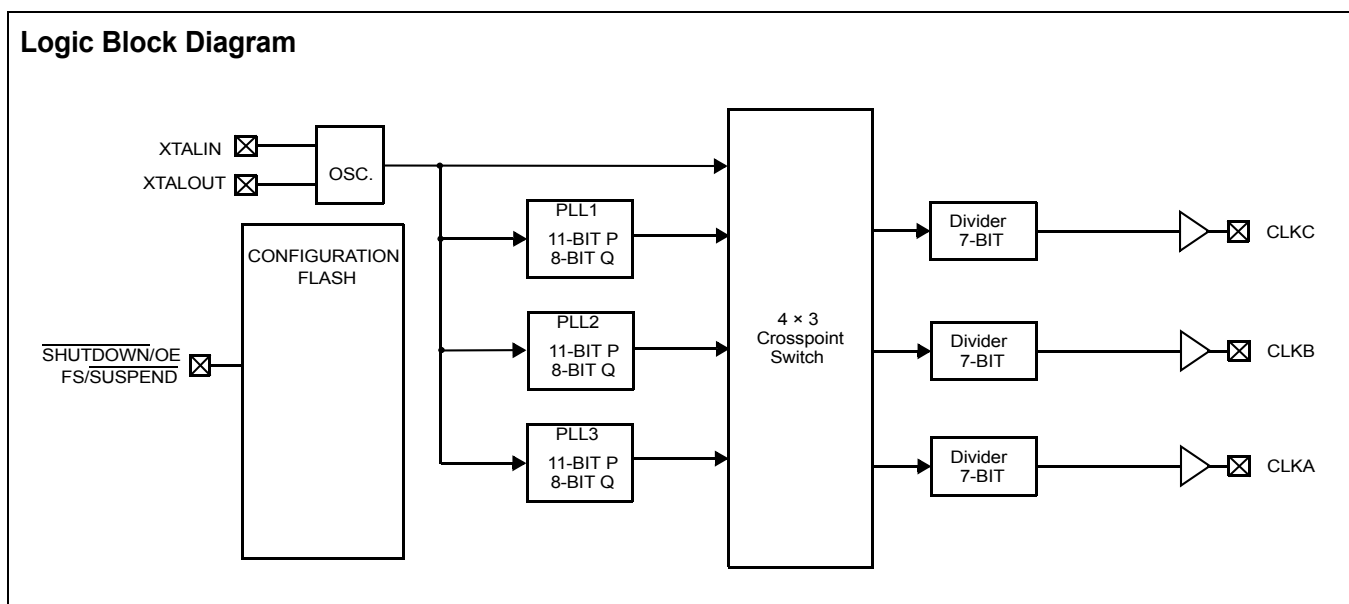 Logic Block Diagram
XTALIN
XTALOUT
OSC.
CONFIGURATION
FLASH
SHUTDOWN/OE
FS/SUSPEND
PLL1
11-BIT P
8-BIT Q
PLL2
11-BIT P
8-BIT Q
PLL3
11-BIT P
8-BIT Q
4 × 3
Crosspoint
Switch
Divider
7-BIT
CLKC
Divider
7-BIT
CLKB
Divider
7-BIT
CLKA